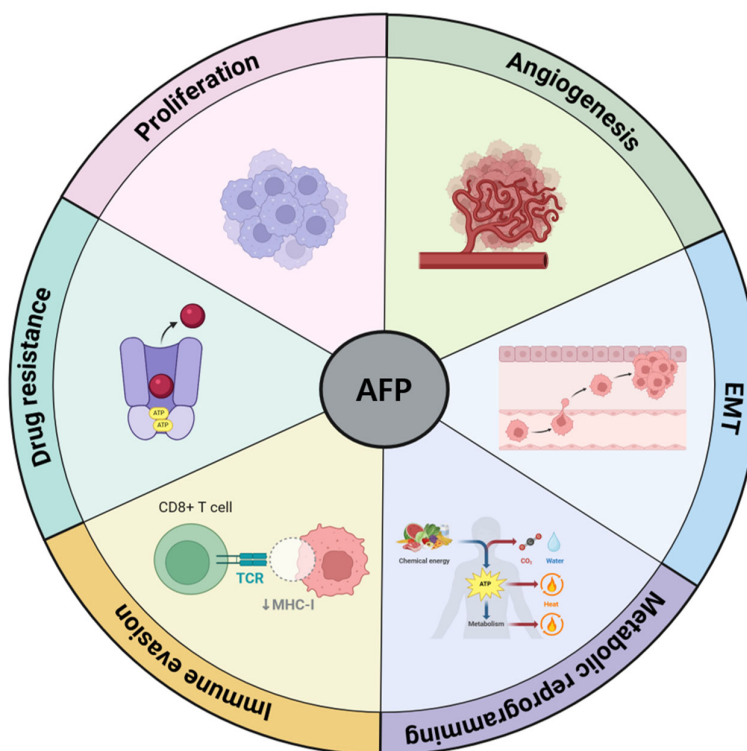 Proliferation
Angiogenesis
Drug resistance
ATP
ATP
AFP
EMT
CD8+ T cell
TCR
↓MHC-I
Immune evasion
Chemical energy
CO₂
Water
ATP
Heat
Metabolism
Metabolic reprogramming